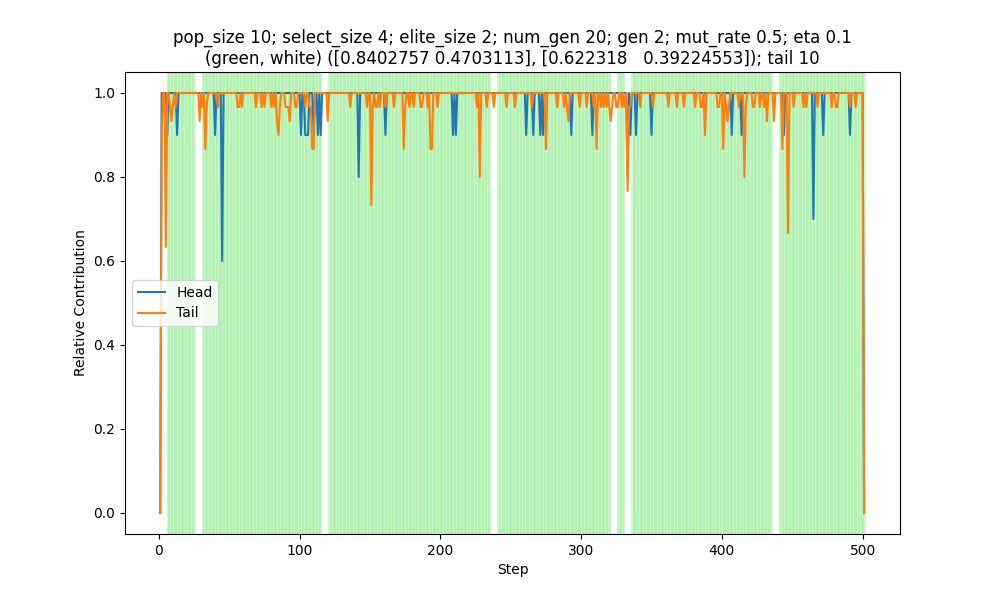 pop_size 10; select_size 4; elite_size 2; num_gen 20; gen 2; mut_rate 0.5; eta 0.1
(green, white) ([0.8402757 0.4703113], [0.622318   0.39224553]); tail 10
1.0
0.8
0.6
0.4
0.2
0.0
Relative Contribution
Head
Tail
0
100
200
300
400
500
Step